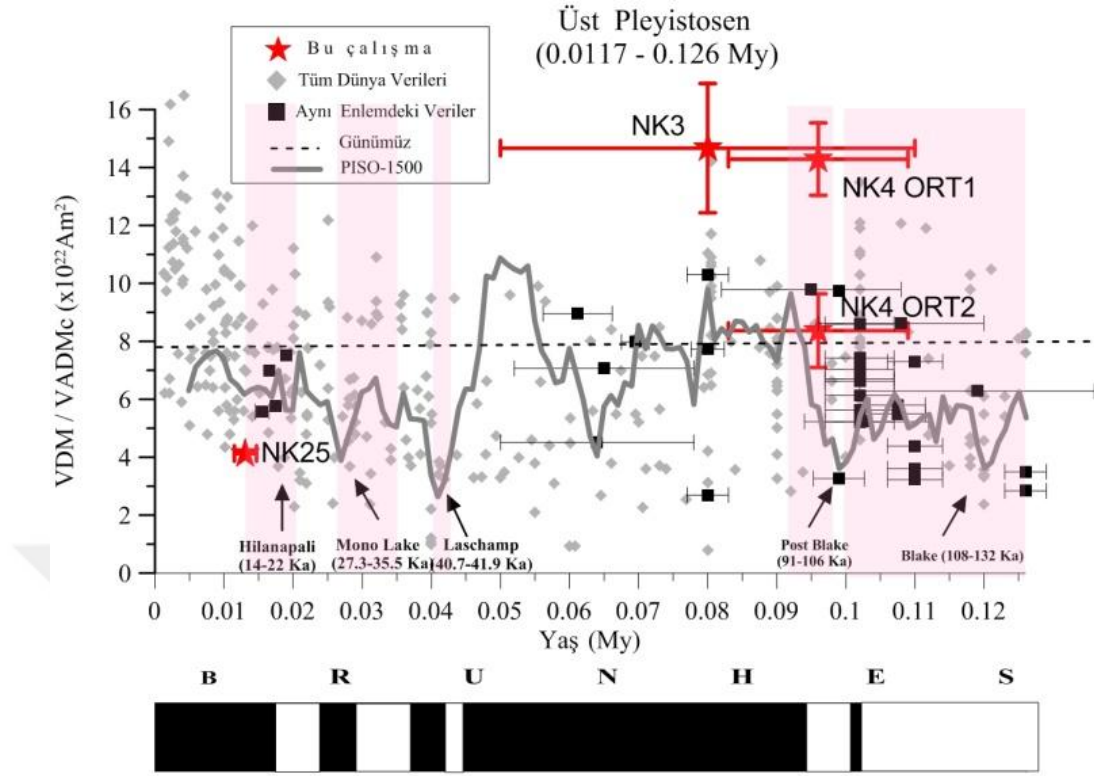 Üst Pleyistosen
(0.0117 - 0.126 My)
Bu çalışma
Tüm Dünya Verileri
Aynı Enlemdeki Veriler
Günümüz
PISO-1500
VDM / VADMc (x10²²Am²)
16
14
12
10
8
6
4
2
0
NK3
NK4 ORT1
NK4 ORT2
NK25
Hilanapali
(14-22 Ka)
Mono Lake
(27.3-35.5 Ka)
Laschamp
(40.7-41.9 Ka)
Post Blake
(91-106 Ka)
Blake (108-132 Ka)
0 0.01 0.02 0.03 0.04 0.05 0.06 0.07 0.08 0.09 0.1 0.11 0.12
Yaş (My)
B R U N H E S